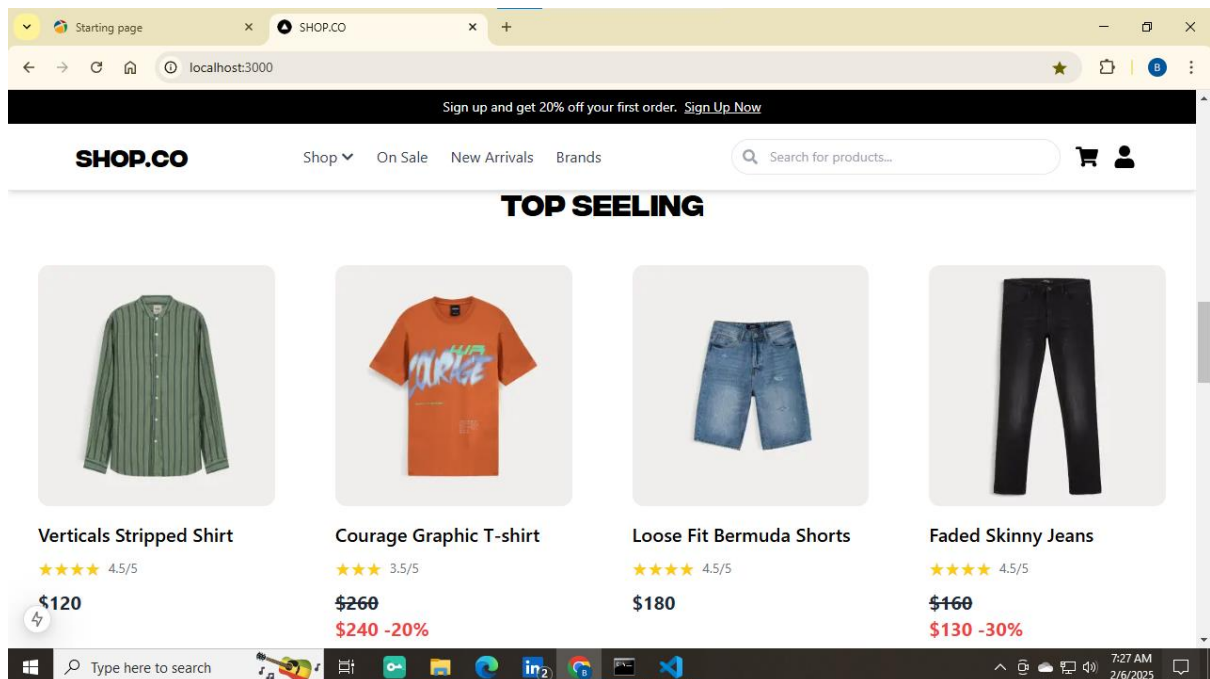 Starting page
SHOP.CO
localhost:3000
B
Sign up and get 20% off your first order. Sign Up Now
SHOP.CO
Shop
On Sale
New Arrivals
Brands
Search for products...
TOP SEELING
COURAGE
Verticals Stripped Shirt
4.5/5
$120
Courage Graphic T-shirt
3.5/5
$260
$240 -20%
Loose Fit Bermuda Shorts
4.5/5
$180
Faded Skinny Jeans
4.5/5
$160
$130 -30%
Type here to search
in 2
B
7:27 AM
2/6/2025